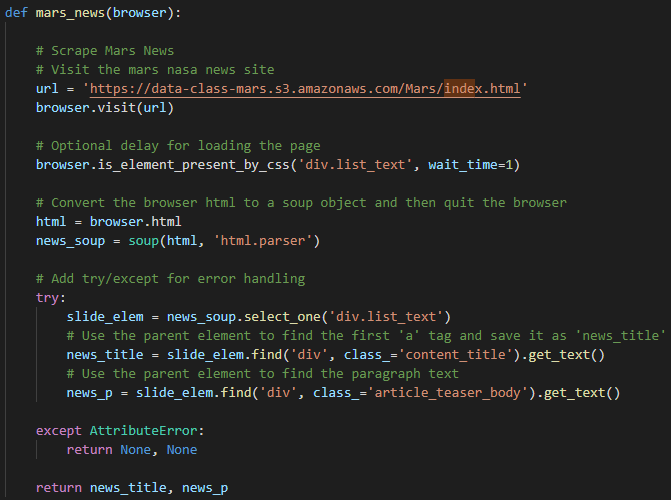 def mars_news(browser):
# Scrape Mars News
# Visit the mars nasa news site
url = 'https://data-class-mars.s3.amazonaws.com/Mars/index.html'
browser.visit(url)
# Optional delay for loading the page
browser.is_element_present_by_css('div.list_text', wait_time=1)
# Convert the browser html to a soup object and then quit the browser
html = browser.html
news_soup = soup(html, 'html.parser')
# Add try/except for error handling
try:
slide_elem = news_soup.select_one('div.list_text')
# Use the parent element to find the first 'a' tag and save it as 'news_title'
news_title = slide_elem.find('div', class_='content_title').get_text()
# Use the parent element to find the paragraph text
news_p = slide_elem.find('div', class_='article_teaser_body').get_text()
except AttributeError:
return None, None
return news_title, news_p